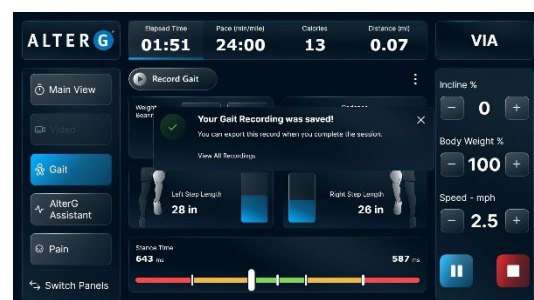 ALTERG
Elapsed Time
01:51
Pace (min/mile)
24:00
Calories
13
Distance (mi)
0.07
VIA
Main View
Video
Gait
AlterG
Assistant
Pain
Switch Panels
Record Gait
Weight
Bearing
Cadence
Your Gait Recording was saved!
You can export this record when you complete the session.
View All Recordings
Left Step Length
28 in
Right Step Length
26 in
Stance Time
643 ms
587 ms
Incline %
0
Body Weight %
100
Speed - mph
2.5